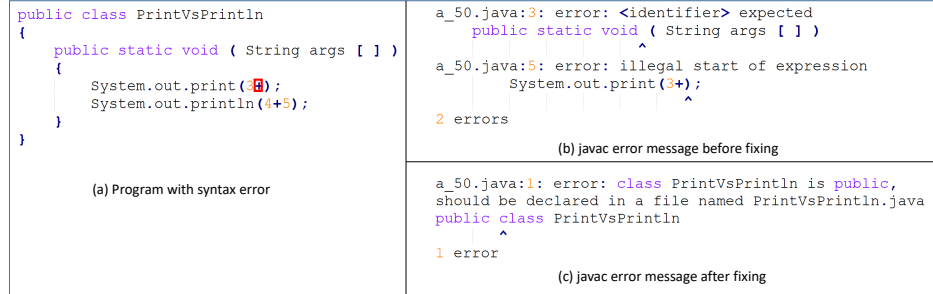 public class PrintVsPrintln
{
public static void ( String args [ ] )
{
System.out.print(3+);
System.out.println(4+5);
}
}
(a) Program with syntax error
a_50.java:3: error: <identifier> expected
public static void ( String args [ ] )
^
a_50.java:5: error: illegal start of expression
System.out.print(3+);
^
2 errors
(b) javac error message before fixing
a_50.java:1: error: class PrintVsPrintln is public,
should be declared in a file named PrintVsPrintln.java
public class PrintVsPrintln
^
1 error
(c) javac error message after fixing